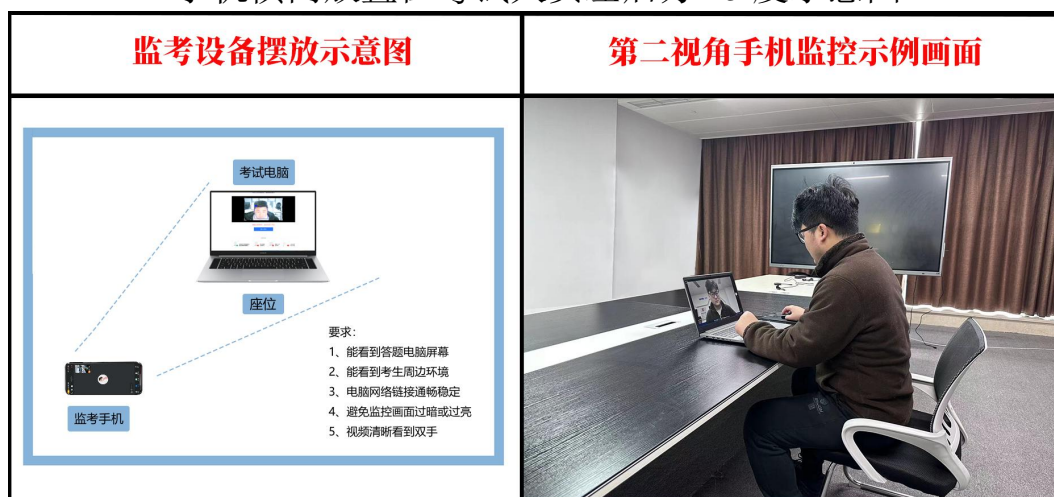 监考设备摆放示意图
第二视角手机监控示例画面
考试电脑
座位
监考手机
要求：
1、能看到答题电脑屏幕
2、能看到考生周边环境
3、电脑网络链接通畅稳定
4、避免监控画面过暗或过亮
5、视频清晰看到双手